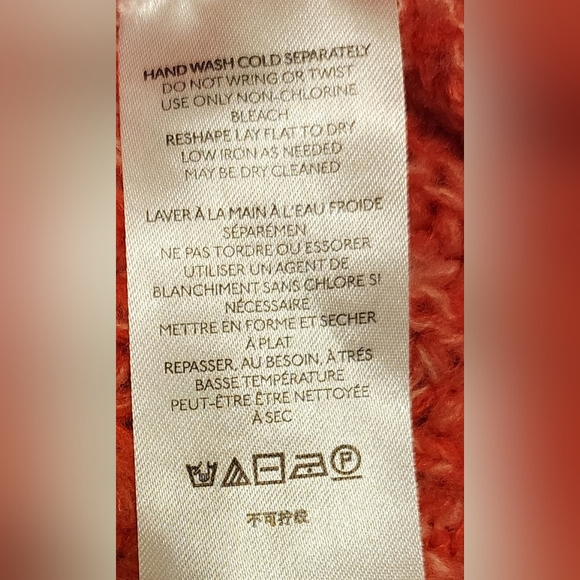 HAND WASH COLD SEPARATELY
DO NOT WRING OR TWIST
USE ONLY NON-CHLORINE
BLEACH
RESHAPE LAY FLAT TO DRY
LOW IRON AS NEEDED
MAY BE DRY CLEANED
LAVER À LA MAIN À L'EAU FROIDE
SÉPARÉMEN
NE PAS TORDRE OU ESSORER
UTILISER UN AGENT DE
BLANCHIMENT SANS CHLORE SI
NÉCESSAIRE
METTRE EN FORME ET SECHER
À PLAT
REPASSER, AU BESOIN, À TRÉS
BASSE TEMPÉRATURE
PEUT-ÊTRE ÊTRE NETTOYÉE
À SEC
P
不可拧绞